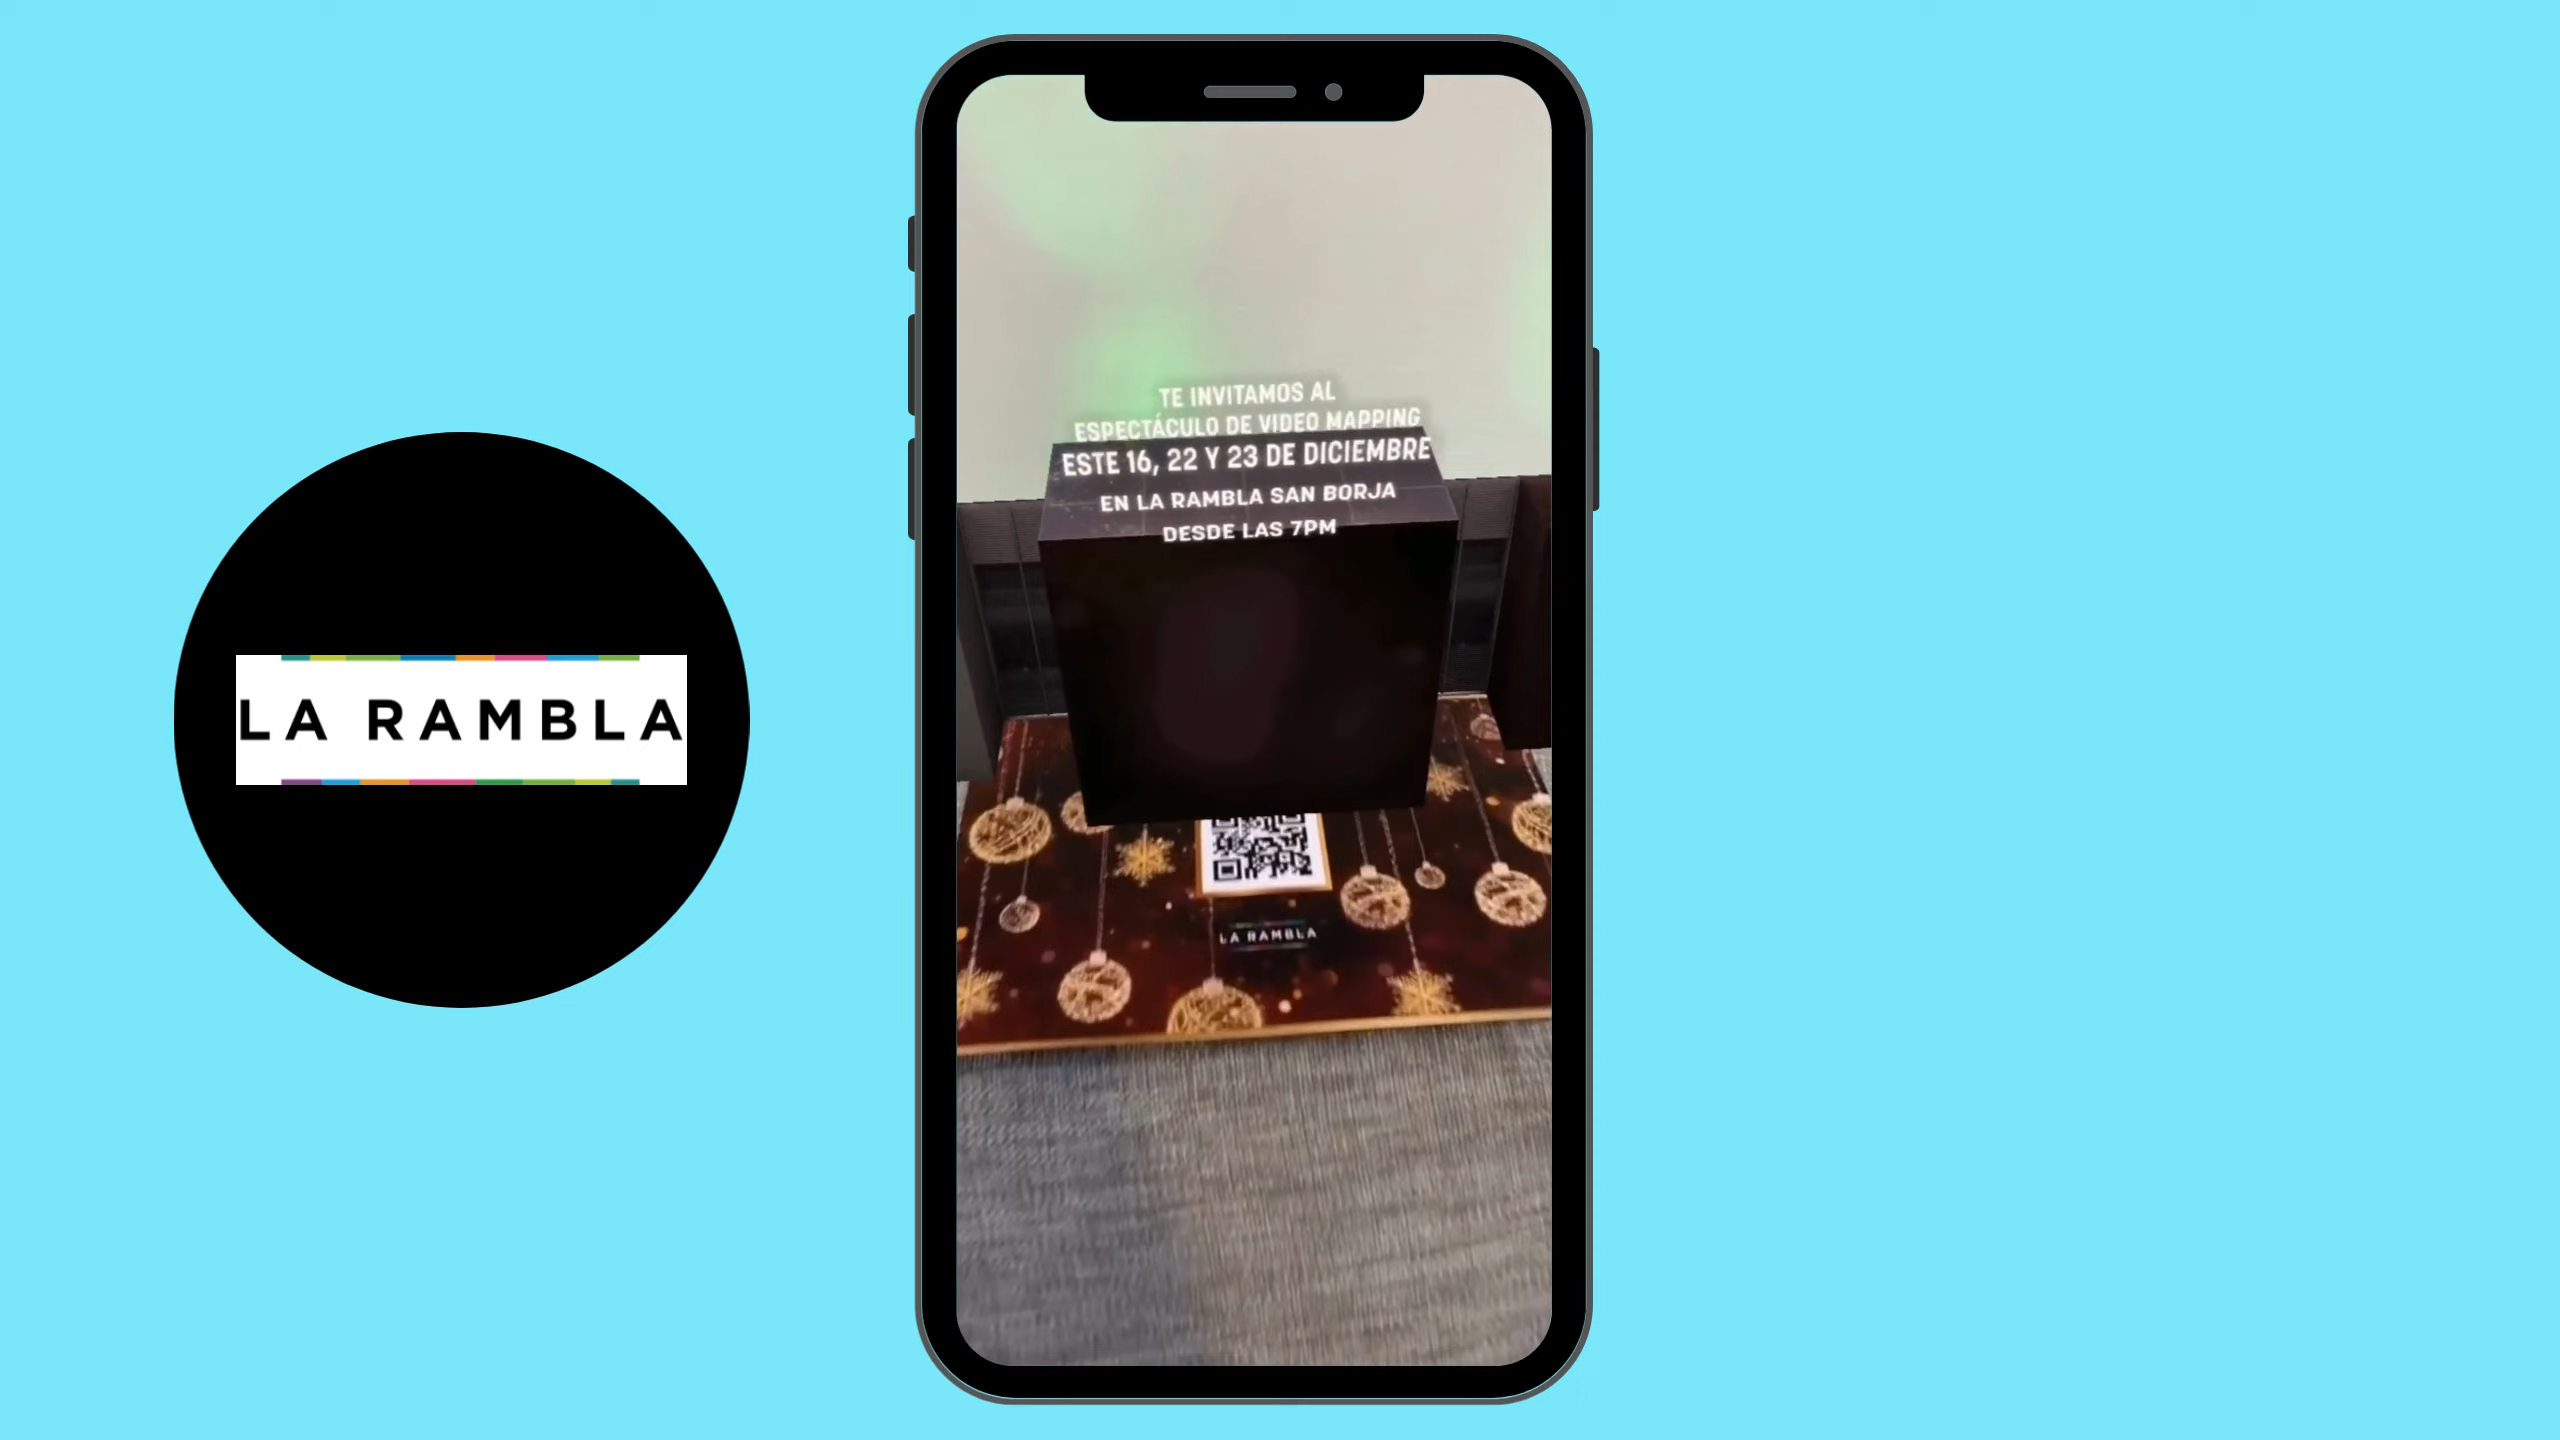 LA RAMBLA
TE INVITAMOS AL
ESPECTÁCULO DE VIDEO MAPPING
ESTE 16, 22 Y 23 DE DICIEMBRE
EN LA RAMBLA SAN BORJA
DESDE LAS 7PM
LA RAMBLA